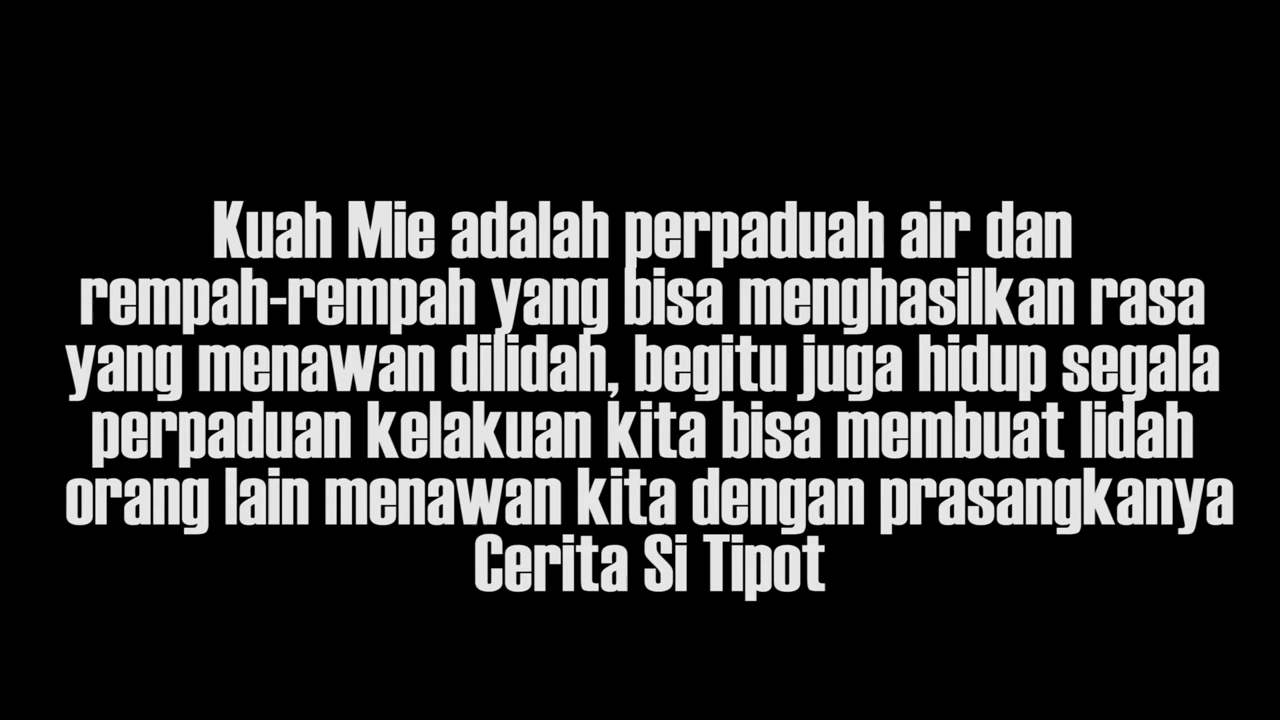 Kuah Mie adalah perpaduah air dan
rempah-rempah yang bisa menghasilkan rasa
yang menawan dilidah, begitu juga hidup segala
perpaduan kelakuan kita bisa membuat lidah
orang lain menawan kita dengan prasangkanya
Cerita Si Tipot